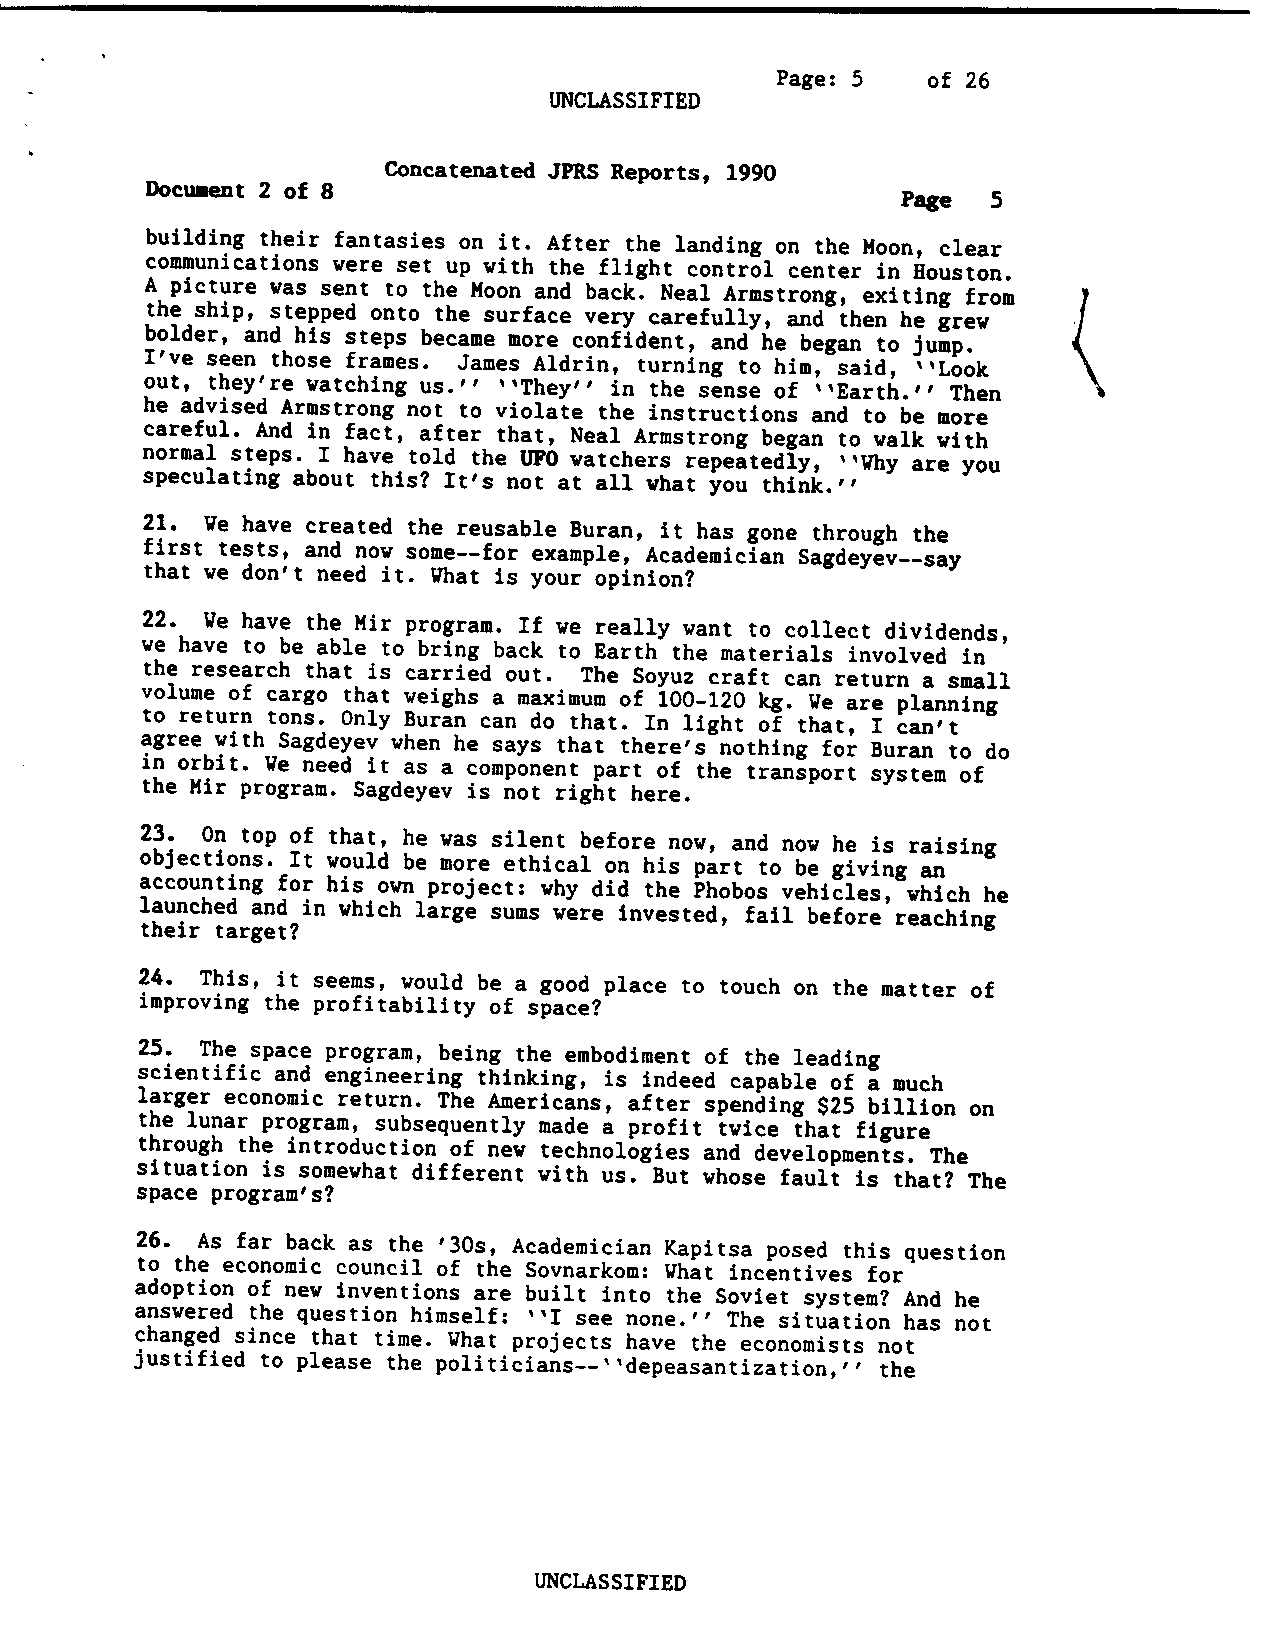 Page: 5 of 26
UNCLASSIFIED
Concatenated JPRS Reports, 1990
Document 2 of 8
Page 5
building their fantasies on it. After the landing on the Moon, clear
communications were set up with the flight control center in Houston.
A picture was sent to the Moon and back. Neal Armstrong, exiting from
the ship, stepped onto the surface very carefully, and then he grew
bolder, and his steps became more confident, and he began to jump.
I've seen those frames. James Aldrin, turning to him, said, ``Look
out, they're watching us.'' ``They'' in the sense of ``Earth.'' Then
he advised Armstrong not to violate the instructions and to be more
careful. And in fact, after that, Neal Armstrong began to walk with
normal steps. I have told the UFO watchers repeatedly, ``Why are you
speculating about this? It's not at all what you think.''
21. We have created the reusable Buran, it has gone through the
first tests, and now some--for example, Academician Sagdeyev--say
that we don't need it. What is your opinion?
22. We have the Mir program. If we really want to collect dividends,
we have to be able to bring back to Earth the materials involved in
the research that is carried out. The Soyuz craft can return a small
volume of cargo that weighs a maximum of 100-120 kg. We are planning
to return tons. Only Buran can do that. In light of that, I can't
agree with Sagdeyev when he says that there's nothing for Buran to do
in orbit. We need it as a component part of the transport system of
the Mir program. Sagdeyev is not right here.
23. On top of that, he was silent before now, and now he is raising
objections. It would be more ethical on his part to be giving an
accounting for his own project: why did the Phobos vehicles, which he
launched and in which large sums were invested, fail before reaching
their target?
24. This, it seems, would be a good place to touch on the matter of
improving the profitability of space?
25. The space program, being the embodiment of the leading
scientific and engineering thinking, is indeed capable of a much
larger economic return. The Americans, after spending $25 billion on
the lunar program, subsequently made a profit twice that figure
through the introduction of new technologies and developments. The
situation is somewhat different with us. But whose fault is that? The
space program's?
26. As far back as the '30s, Academician Kapitsa posed this question
to the economic council of the Sovnarkom: What incentives for
adoption of new inventions are built into the Soviet system? And he
answered the question himself: ``I see none.'' The situation has not
changed since that time. What projects have the economists not
justified to please the politicians--``depeasantization,'' the
UNCLASSIFIED